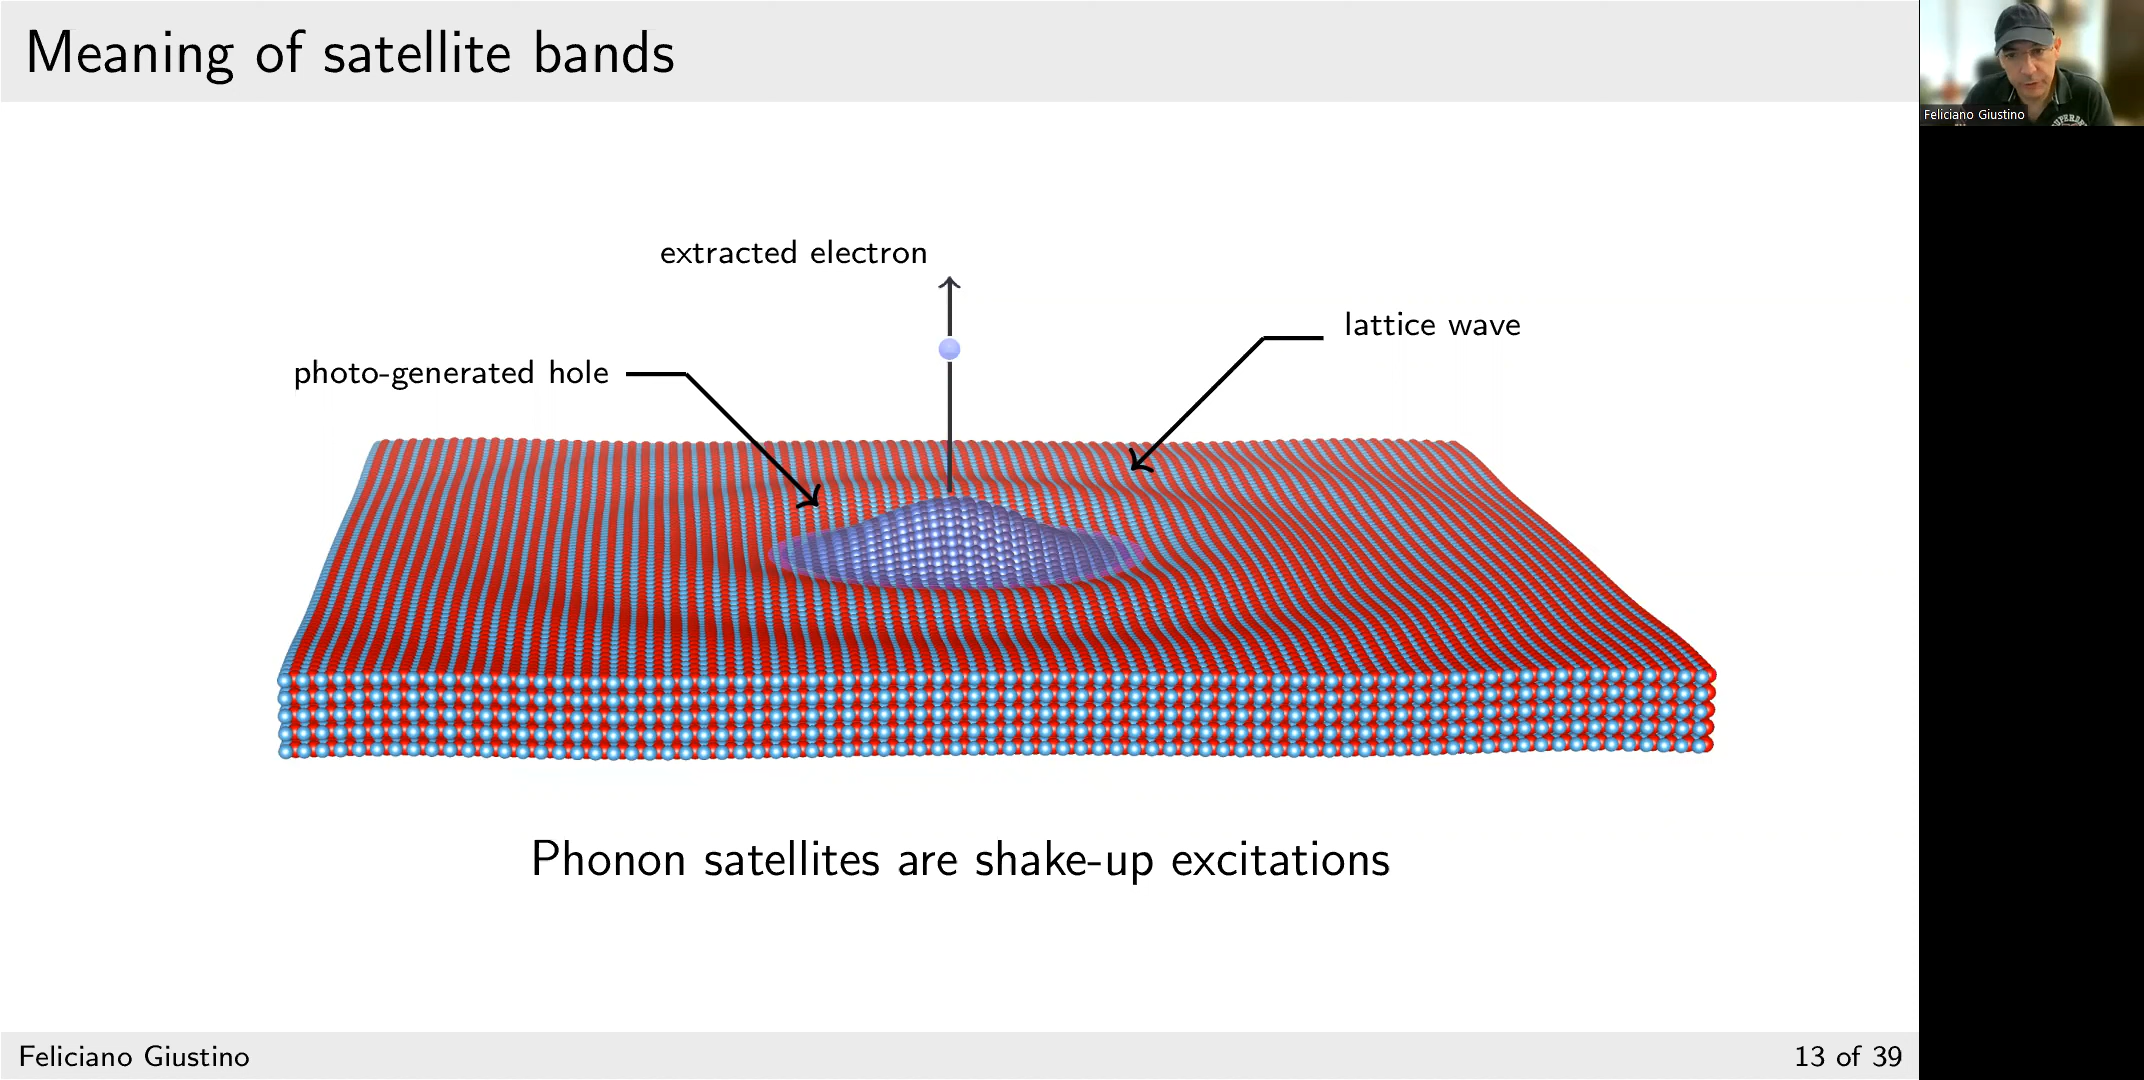 Meaning of satellite bands
Feliciano Giustino
extracted electron
lattice wave
photo-generated hole
Phonon satellites are shake-up excitations
Feliciano Giustino
13 of 39